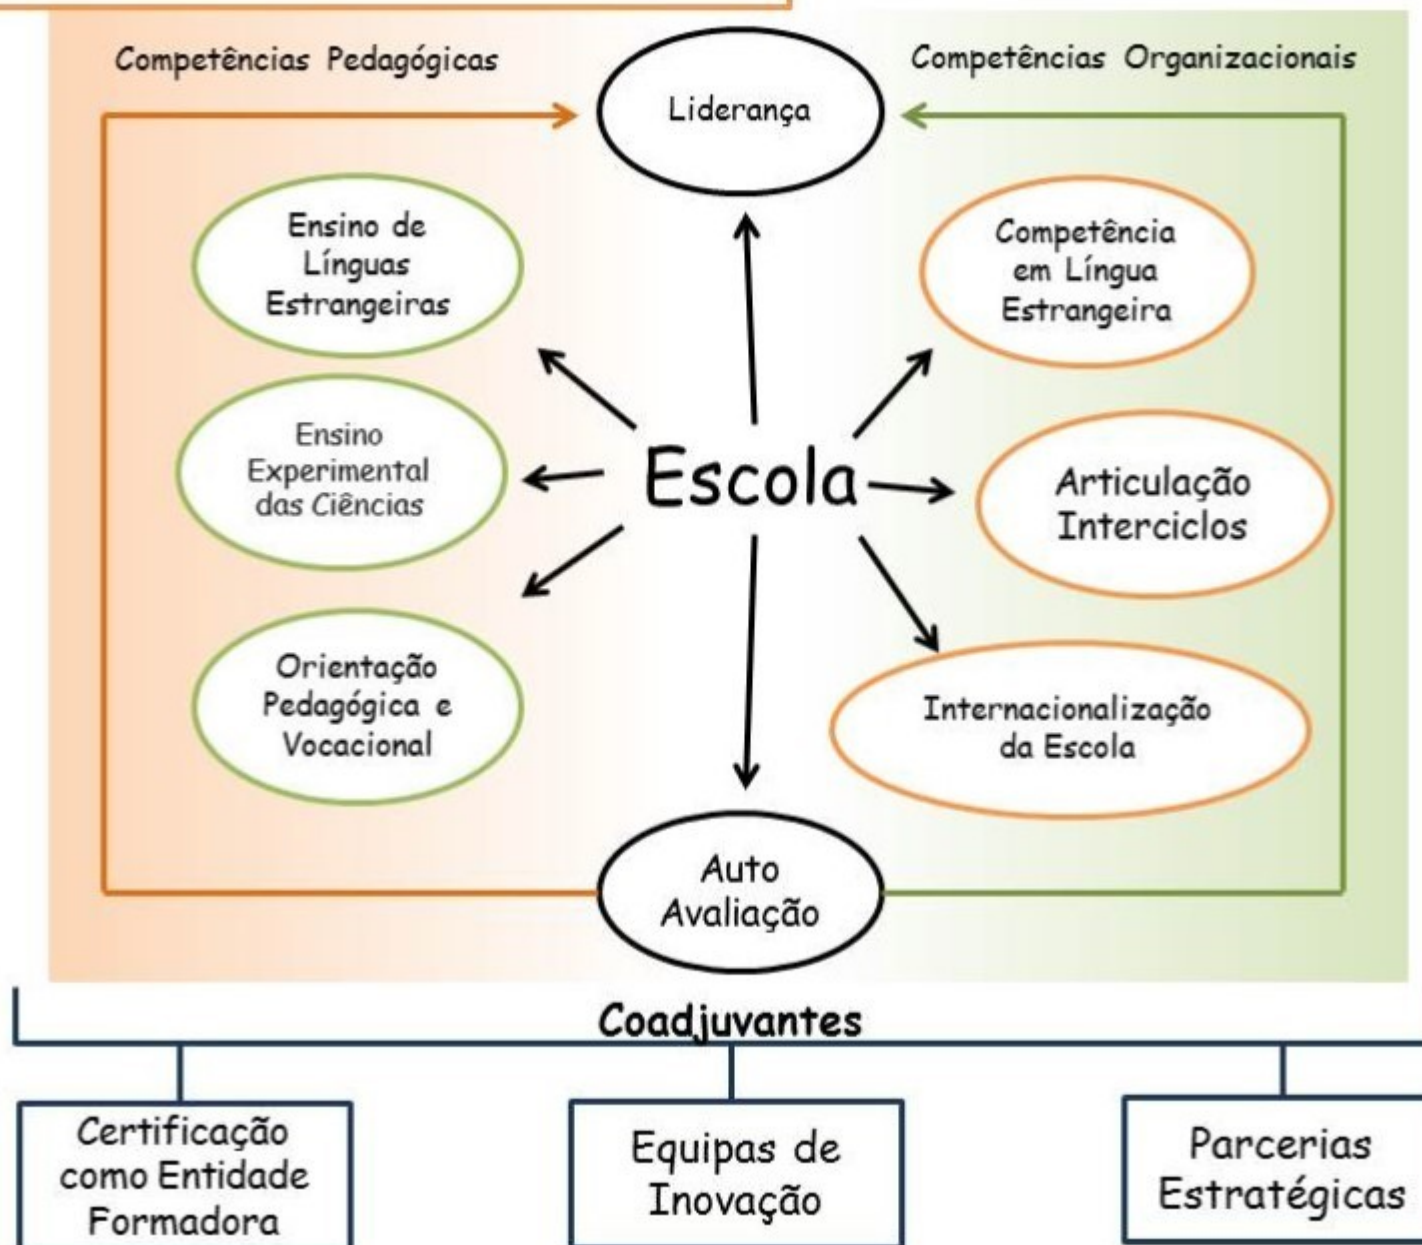 Competências Pedagógicas
Competências Organizacionais
Liderança
Ensino de
Línguas
Estrangeiras
Competência
em Língua
Estrangeira
Ensino
Experimental
das Ciências
Escola
Articulação
Interciclos
Orientação
Pedagógica e
Vocacional
Internacionalização
da Escola
Auto
Avaliação
Coadjuvantes
Certificação
como Entidade
Formadora
Equipas de
Inovação
Parcerias
Estratégicas